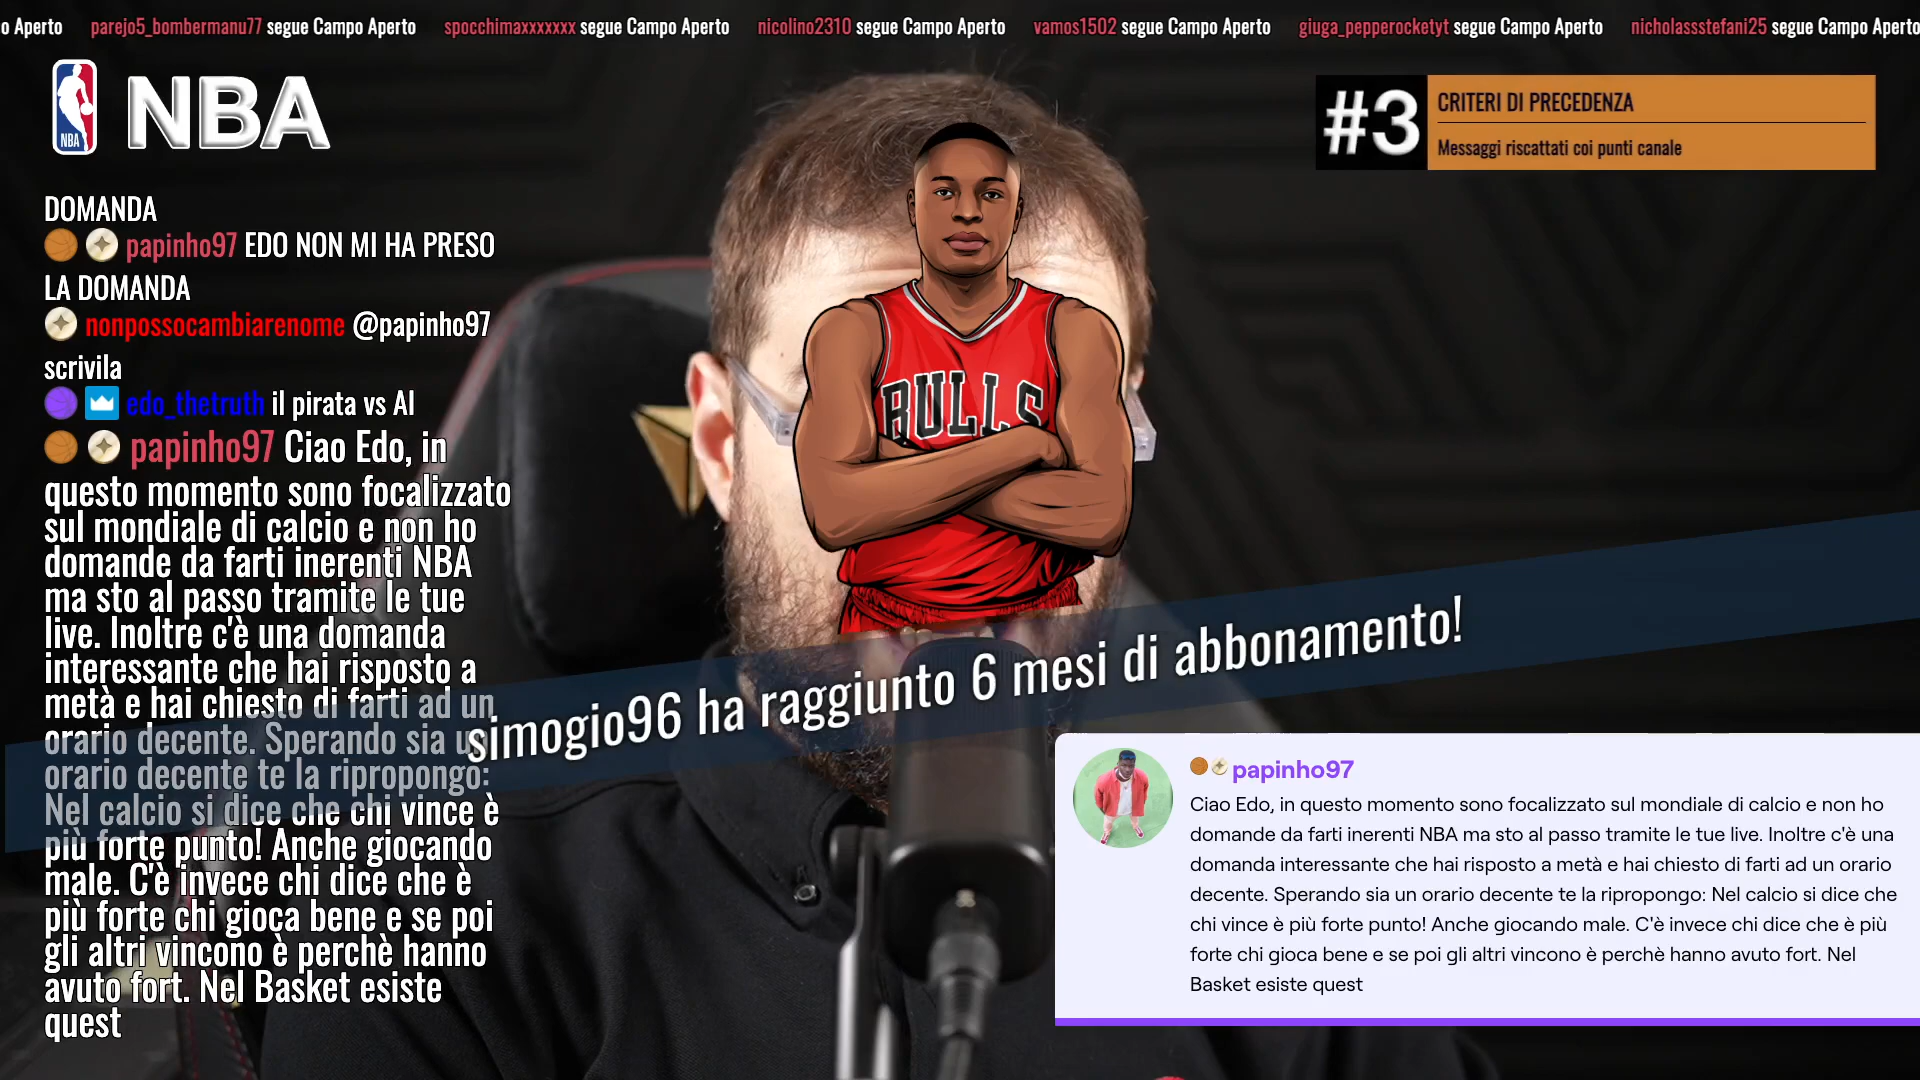 o Aperto parejo5_bombermanu77 segue Campo Aperto spocchimaxxxxxxx segue Campo Aperto nicolino2310 segue Campo Aperto vamos1502 segue Campo Aperto giuga_pepperocketyt segue Campo Aperto nicholassstefani25 segue Campo Aperto
NBA
NBA
#3
CRITERI DI PRECEDENZA
Messaggi riscattati coi punti canale
DOMANDA
papinho97 EDO NON MI HA PRESO
LA DOMANDA
nonpossocambiarenome @papinho97
scrivila
edo_thetruth il pirata vs AI
papinho97 Ciao Edo, in
questo momento sono focalizzato
sul mondiale di calcio e non ho
domande da farti inerenti NBA
ma sto al passo tramite le tue
live. Inoltre c'è una domanda
interessante che hai risposto a
metà e hai chiesto di farti ad un
orario decente. Sperando sia un
orario decente te la ripropongo:
Nel calcio si dice che chi vince è
più forte punto! Anche giocando
male. C'è invece chi dice che è
più forte chi gioca bene e se poi
gli altri vincono è perchè hanno
avuto fort. Nel Basket esiste
quest
BULLS
simogio96 ha raggiunto 6 mesi di abbonamento!
papinho97
Ciao Edo, in questo momento sono focalizzato sul mondiale di calcio e non ho
domande da farti inerenti NBA ma sto al passo tramite le tue live. Inoltre c'è una
domanda interessante che hai risposto a metà e hai chiesto di farti ad un orario
decente. Sperando sia un orario decente te la ripropongo: Nel calcio si dice che
chi vince è più forte punto! Anche giocando male. C'è invece chi dice che è più
forte chi gioca bene e se poi gli altri vincono è perchè hanno avuto fort. Nel
Basket esiste quest